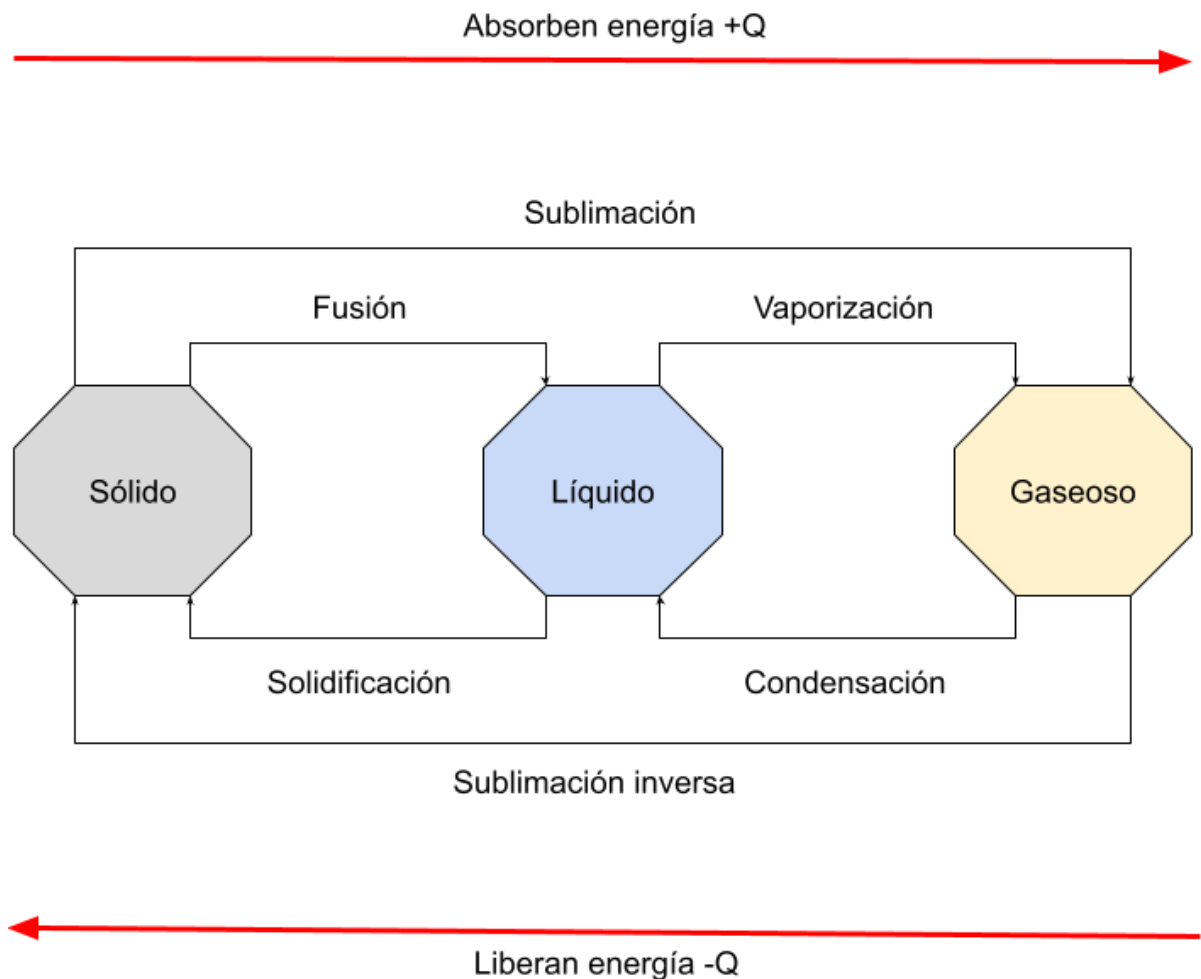 Absorben energía +Q
Sublimación
Fusión
Vaporización
Sólido
Líquido
Gaseoso
Solidificación
Condensación
Sublimación inversa
Liberan energía -Q